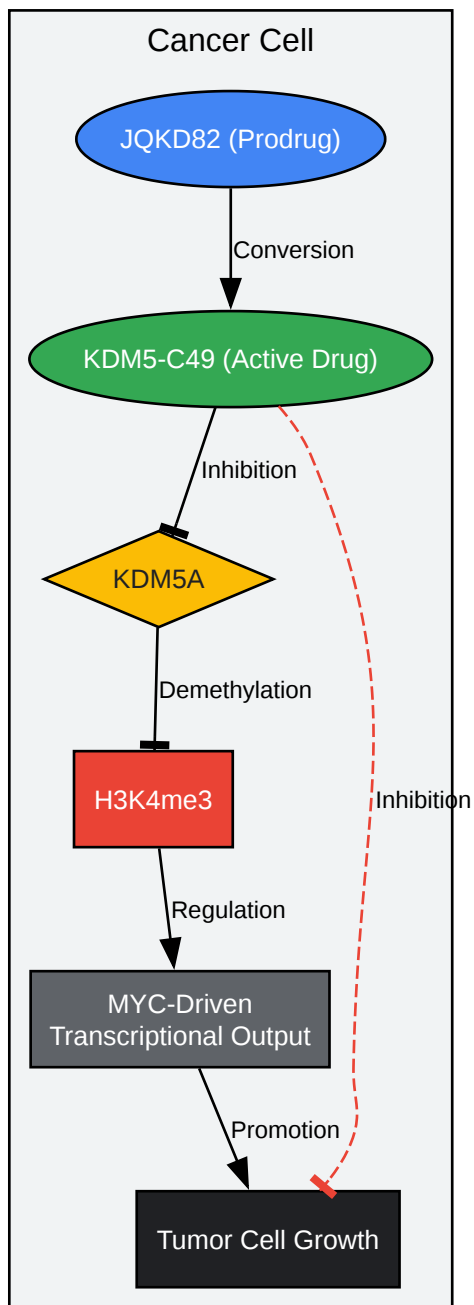 Cancer Cell
JQKD82 (Prodrug)
Conversion
KDM5-C49 (Active Drug)
Inhibition
KDM5A
Demethylation
H3K4me3
Inhibition
Regulation
MYC-Driven
Transcriptional Output
Promotion
Tumor Cell Growth